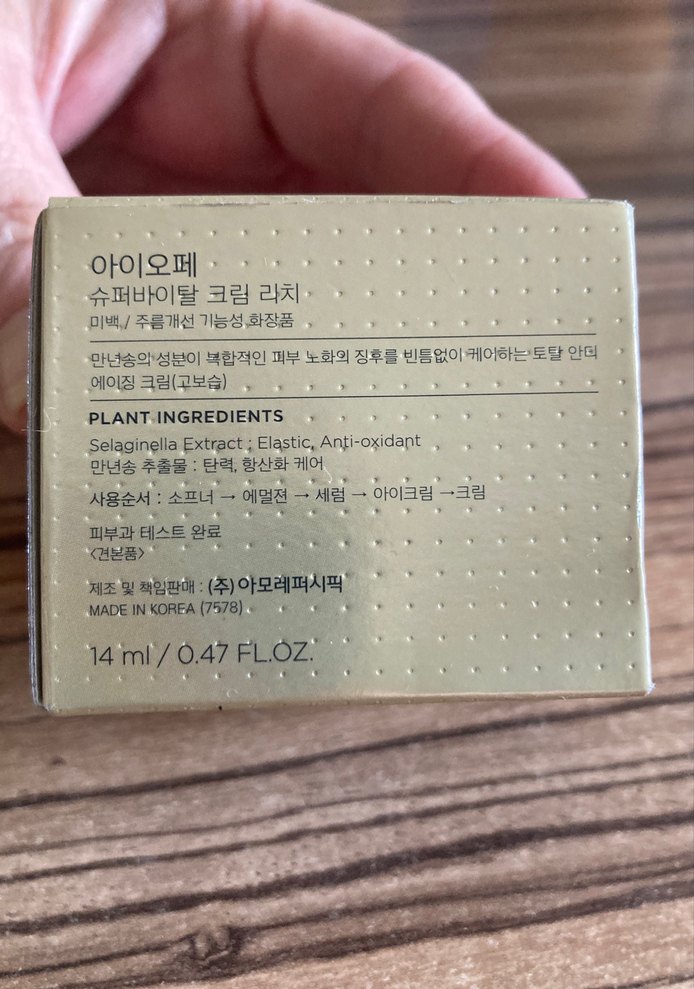 아이오페
슈퍼바이탈 크림 리치
미백 / 주름개선 기능성 화장품
만년송의 성분이 복합적인 피부 노화의 징후를 빈틈없이 케어하는 토탈 안티
에이징 크림(고보습)
PLANT INGREDIENTS
Selaginella Extract : Elastic, Anti-oxidant
만년송 추출물 : 탄력, 항산화 케어
사용순서 : 소프너 → 에멀젼 → 세럼 → 아이크림 →크림
피부과 테스트 완료
<견본품>
제조 및 책임판매 : (주)아모레퍼시픽
MADE IN KOREA (7578)
14 ml / 0.47 FL.OZ.